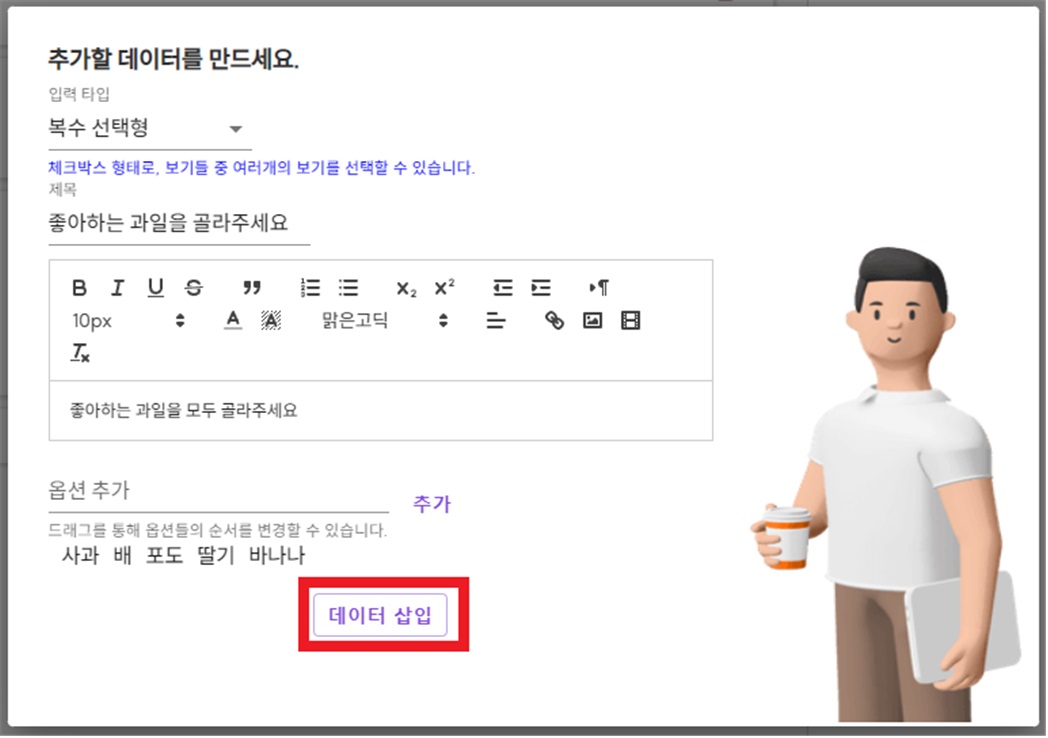 추가할 데이터를 만드세요.
입력 타입
복수 선택형
체크박스 형태로, 보기들 중 여러개의 보기를 선택할 수 있습니다.
제목
좋아하는 과일을 골라주세요
B I U S
10px A A 맑은고딕
좋아하는 과일을 모두 골라주세요
옵션 추가 추가
드래그를 통해 옵션들의 순서를 변경할 수 있습니다.
사과 배 포도 딸기 바나나
데이터 삽입